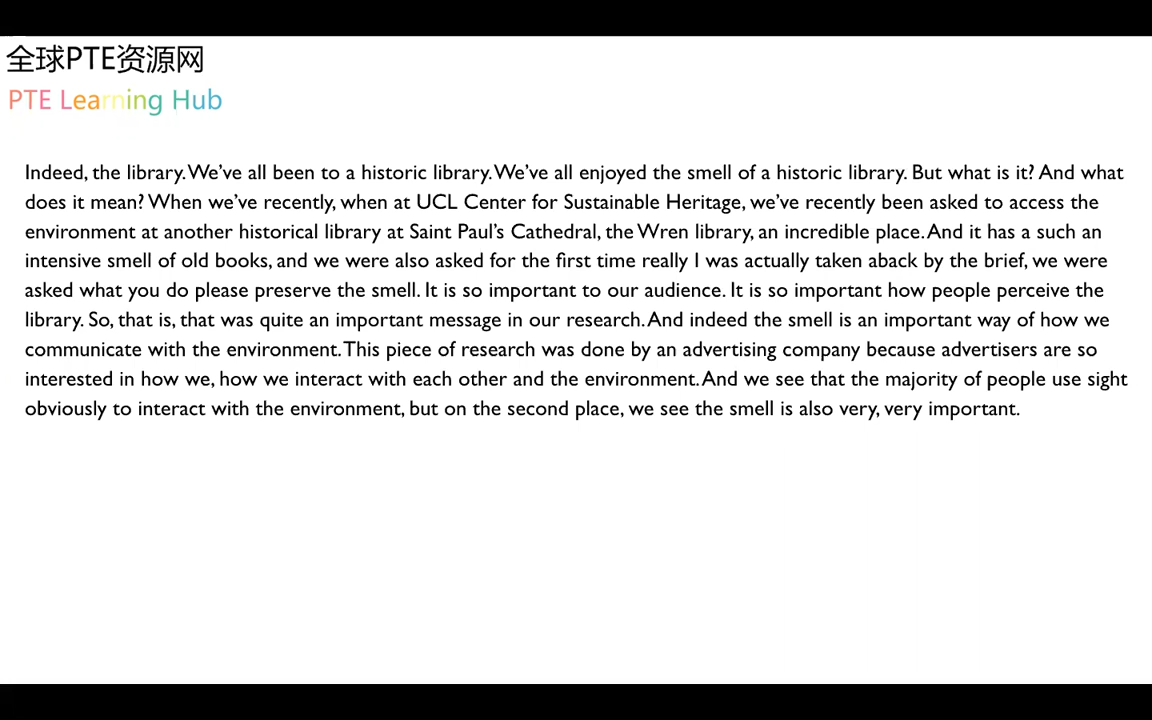 全球PTE资源网
PTE Learning Hub
Indeed, the library. We've all been to a historic library. We've all enjoyed the smell of a historic library. But what is it? And what
does it mean? When we've recently, when at UCL Center for Sustainable Heritage, we've recently been asked to access the
environment at another historical library at Saint Paul's Cathedral, the Wren library, an incredible place. And it has a such an
intensive smell of old books, and we were also asked for the first time really I was actually taken aback by the brief, we were
asked what you do please preserve the smell. It is so important to our audience. It is so important how people perceive the
library. So, that is, that was quite an important message in our research. And indeed the smell is an important way of how we
communicate with the environment. This piece of research was done by an advertising company because advertisers are so
interested in how we, how we interact with each other and the environment. And we see that the majority of people use sight
obviously to interact with the environment, but on the second place, we see the smell is also very, very important.